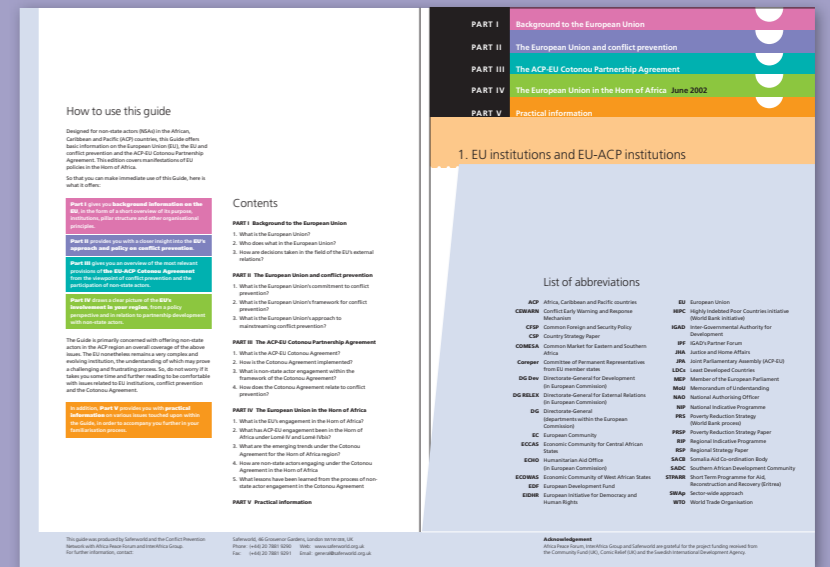 How to use this guide
Designed for non-state actors (NSAs) in the African,
Caribbean and Pacific (ACP) countries, this Guide offers
basic information on the European Union (EU), the EU and
conflict prevention and the ACP-EU Cotonou Partnership
Agreement. This edition covers manifestations of EU
policies in the Horn of Africa.
So that you can make immediate use of this Guide, here is
what it offers:
Part I gives you background information on the
EU, in the form of a short overview of its purpose,
institutions, pillar structure and other organisational
principles.
Part II provides you with a closer insight into the EU's
approach and policy on conflict prevention.
Part III gives you an overview of the most relevant
provisions of the EU-ACP Cotonou Agreement
from the viewpoint of conflict prevention and the
participation of non-state actors.
Part IV draws a clear picture of the EU's
involvement in your region, from a policy
perspective and in relation to partnership development
with non-state actors.
The Guide is primarily concerned with offering non-state
actors in the ACP region an overall coverage of the above
issues. The EU nonetheless remains a very complex and
evolving institution, the understanding of which may prove
a challenging and frustrating process. So, do not worry if it
takes you some time and further reading to be comfortable
with issues related to EU institutions, conflict prevention
and the Cotonou Agreement.
In addition, Part V provides you with practical
information on various issues touched upon within
the Guide, in order to accompany you further in your
familiarisation process.
Contents
PART I Background to the European Union
1. What is the European Union?
2. Who does what in the European Union?
3. How are decisions taken in the field of the EU's external
relations?
PART II The European Union and conflict prevention
1. What is the European Union's commitment to conflict
prevention?
2. What is the European Union's framework for conflict
prevention?
3. What is the European Union's approach to
mainstreaming conflict prevention?
PART III The ACP-EU Cotonou Partnership Agreement
1. What is the ACP-EU Cotonou Agreement?
2. How is the Cotonou Agreement implemented?
3. What is non-state actor engagement within the
framework of the Cotonou Agreement?
4. How does the Cotonou Agreement relate to conflict
prevention?
PART IV The European Union in the Horn of Africa
1. What is the EU's engagement in the Horn of Africa?
2. What has ACP-EU engagement been in the Horn of
Africa under Lomé IV and Lomé IVbis?
3. What are the emerging trends under the Cotonou
Agreement for the Horn of Africa region?
4. How are non-state actors engaging under the Cotonou
Agreement in the Horn of Africa
5. What lessons have been learned from the process of non-
state actor engagement in the Cotonou Agreement
PART V Practical information
This guide was produced by Saferworld and the Conflict Prevention
Network with Africa Peace Forum and InterAfrica Group.
For further information, contact:
Saferworld, 46 Grosvenor Gardens, London SW1W 0EB, UK
Phone: (+44) 20 7881 9290 Web: www.saferworld.org.uk
Fax: (+44) 20 7881 9291 Email: general@saferworld.org.uk
PART I Background to the European Union
PART II The European Union and conflict prevention
PART III The ACP-EU Cotonou Partnership Agreement
PART IV The European Union in the Horn of Africa June 2002
PART V Practical information
1. EU institutions and EU-ACP institutions
List of abbreviations
ACP Africa, Caribbean and Pacific countries
CEWARN Conflict Early Warning and Response
Mechanism
CFSP Common Foreign and Security Policy
CSP Country Strategy Paper
COMESA Common Market for Eastern and Southern
Africa
Coreper Committee of Permanent Representatives
from EU member states
DG Dev Directorate-General for Development
(in European Commission)
DG RELEX Directorate-General for External Relations
(in European Commission)
DG Directorate-General
(departments within the European
Commission)
EC European Community
ECCAS Economic Community for Central African
States
ECHO Humanitarian Aid Office
(in European Commission)
ECOWAS Economic Community of West African States
EDF European Development Fund
EIDHR European Initiative for Democracy and
Human Rights
EU European Union
HIPC Highly Indebted Poor Countries initiative
(World Bank initiative)
IGAD Inter-Governmental Authority for
Development
IPF IGAD's Partner Forum
JHA Justice and Home Affairs
JPA Joint Parliamentary Assembly (ACP-EU)
LDCs Least Developed Countries
MEP Member of the European Parliament
MoU Memorandum of Understanding
NAO National Authorising Officer
NIP National Indicative Programme
PRS Poverty Reduction Strategy
(World Bank process)
PRSP Poverty Reduction Strategy Paper
RIP Regional Indicative Programme
RSP Regional Strategy Paper
SACB Somalia Aid Co-ordination Body
SADC Southern African Development Community
STPARR Short Term Programme for Aid,
Reconstruction and Recovery (Eritrea)
SWAp Sector-wide approach
WTO World Trade Organisation
Acknowledgement
Africa Peace Forum, InterAfrica Group and Saferworld are grateful for the project funding received from
the Community Fund (UK), Comic Relief (UK) and the Swedish International Development Agency.